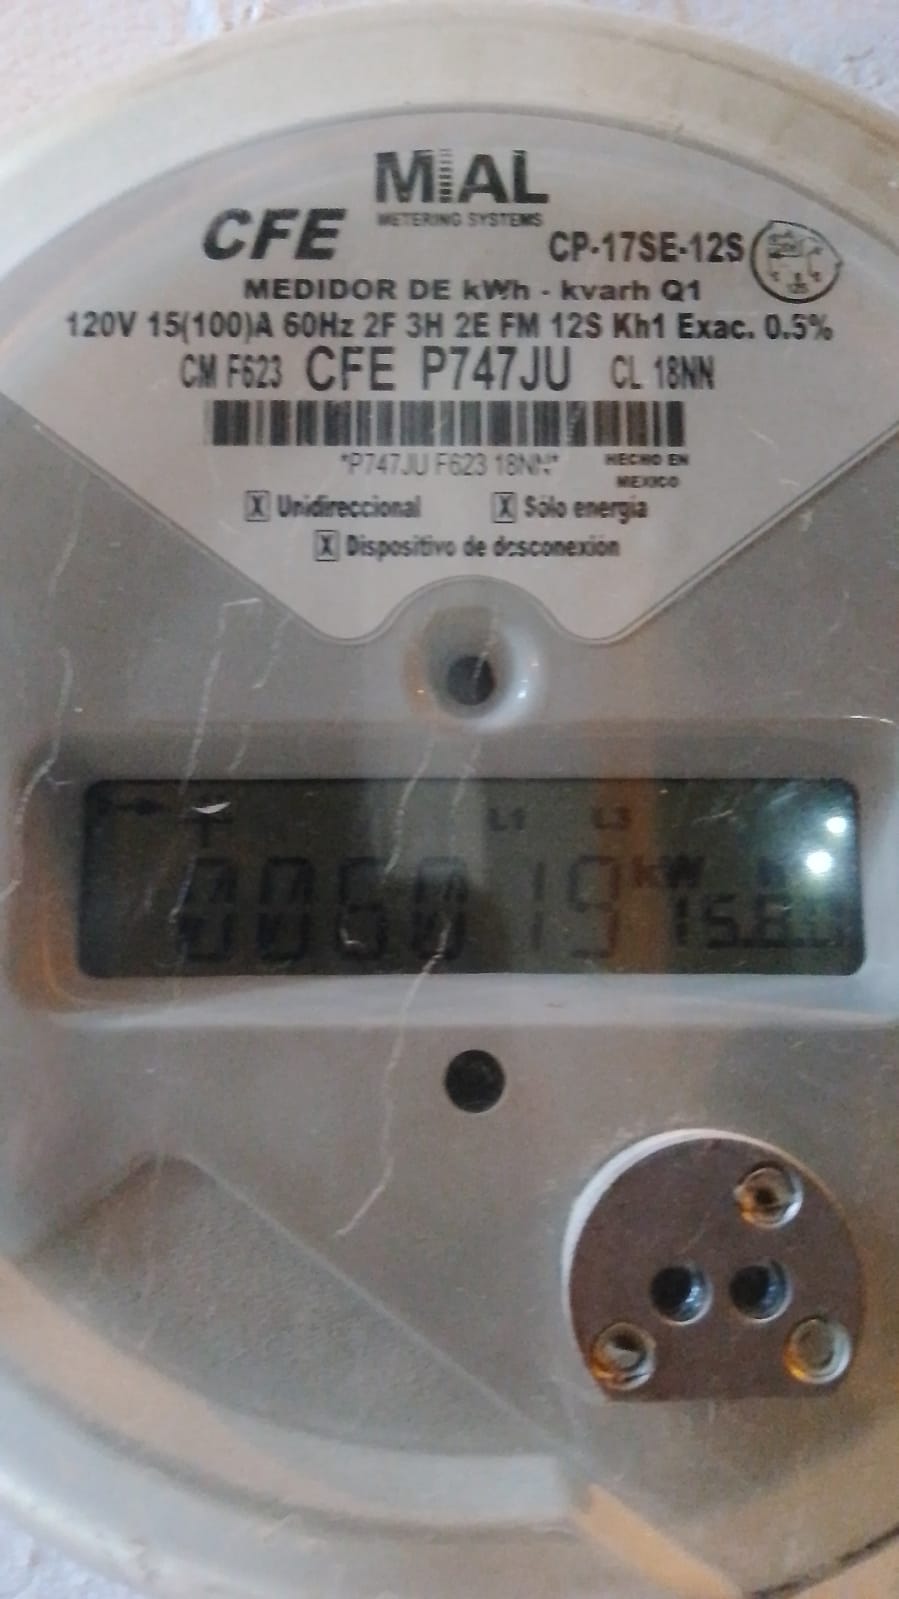 MIAL
METERING SYSTEMS
CFE
CP-17SE-12S
MEDIDOR DE kWh - kvarh Q1
120V 15(100)A 60Hz 2F 3H 2E FM 12S Kh1 Exac. 0.5%
CM F623 CFE P747JU CL 18NN
*P747JU F623 18NN*
HECHO EN
MEXICO
X Unidireccional X Sólo energía
X Dispositivo de desconexión
L1 L3
kW